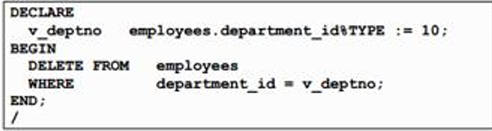 DECLARE
  v_deptno   employees.department_id%TYPE := 10;
BEGIN
  DELETE FROM   employees
  WHERE         department_id = v_deptno;
END;
/